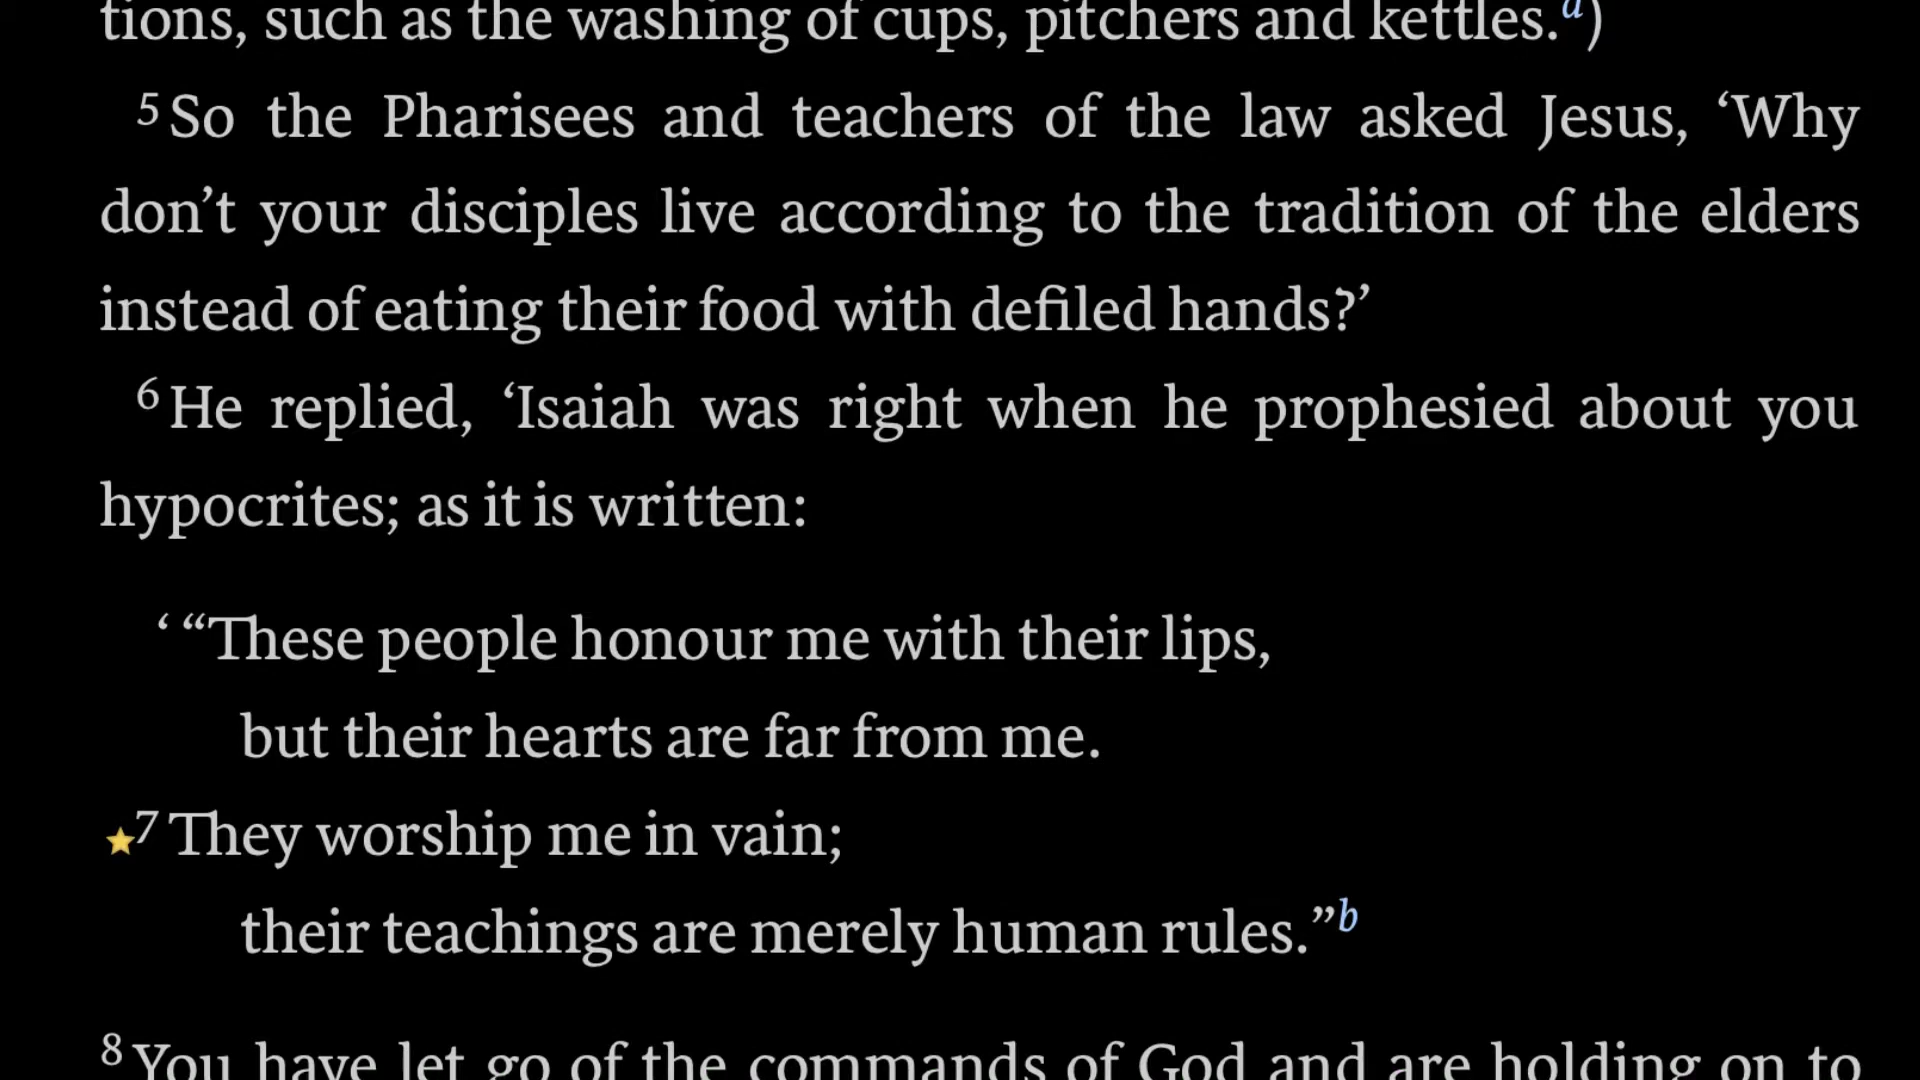 tions, such as the washing of cups, pitchers and kettles.a)
5 So the Pharisees and teachers of the law asked Jesus, ‘Why
don’t your disciples live according to the tradition of the elders
instead of eating their food with defiled hands?’
6 He replied, ‘Isaiah was right when he prophesied about you
hypocrites; as it is written:
‘ “These people honour me with their lips,
but their hearts are far from me.
7 They worship me in vain;
their teachings are merely human rules.”b
8 You have let go of the commands of God and are holding on to